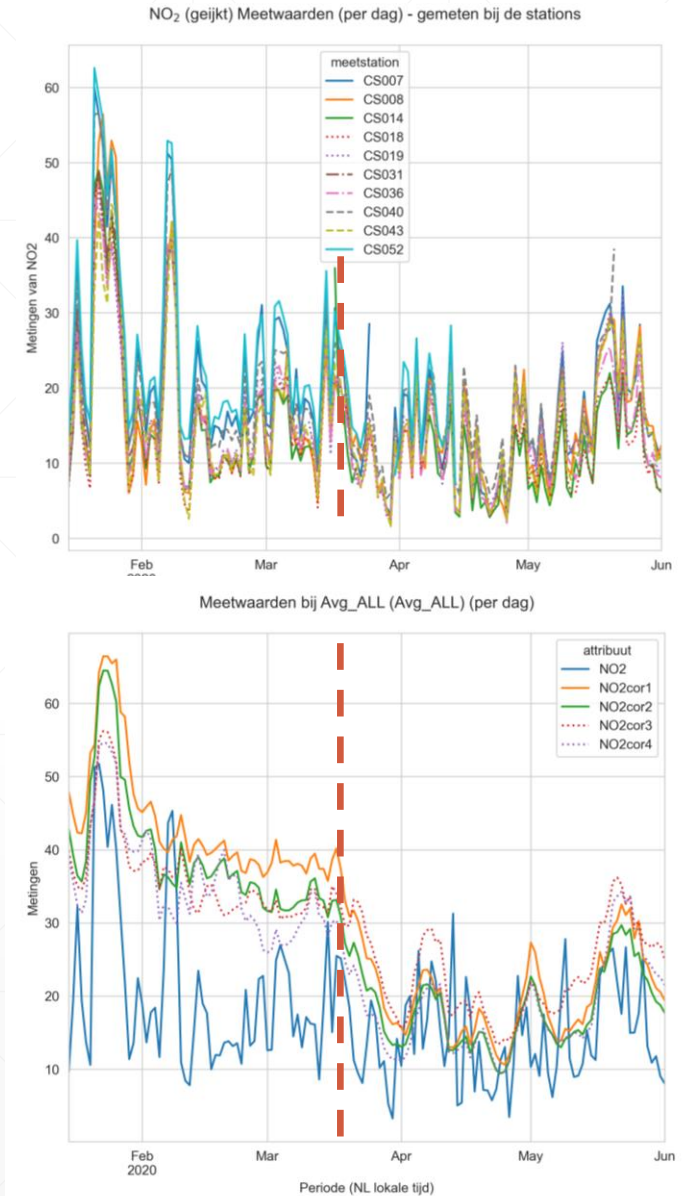 NO₂ (geijkt) Meetwaarden (per dag) - gemeten bij de stations
Metingen van NO2
60
50
40
30
20
10
0
meetstation
CS007
CS008
CS014
CS018
CS019
CS031
CS036
CS040
CS043
CS052
Feb
Mar
Apr
May
Jun
Meetwaarden bij Avg_ALL (Avg_ALL) (per dag)
Metingen
60
50
40
30
20
10
attribuut
NO2
NO2cor1
NO2cor2
NO2cor3
NO2cor4
Feb
2020
Mar
Apr
May
Jun
Periode (NL lokale tijd)